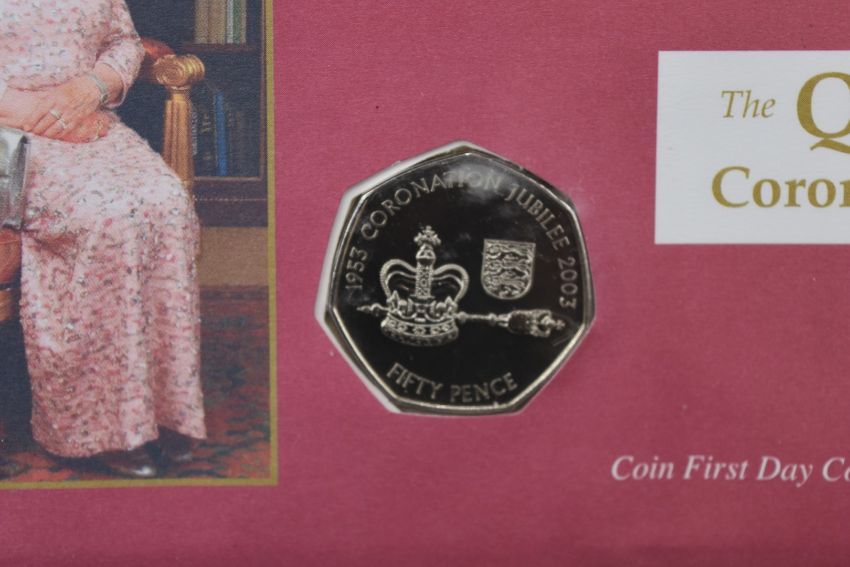 1953 CORONATION JUBILEE 2003
FIFTY PENCE
The Q
Coron
Coin First Day Co